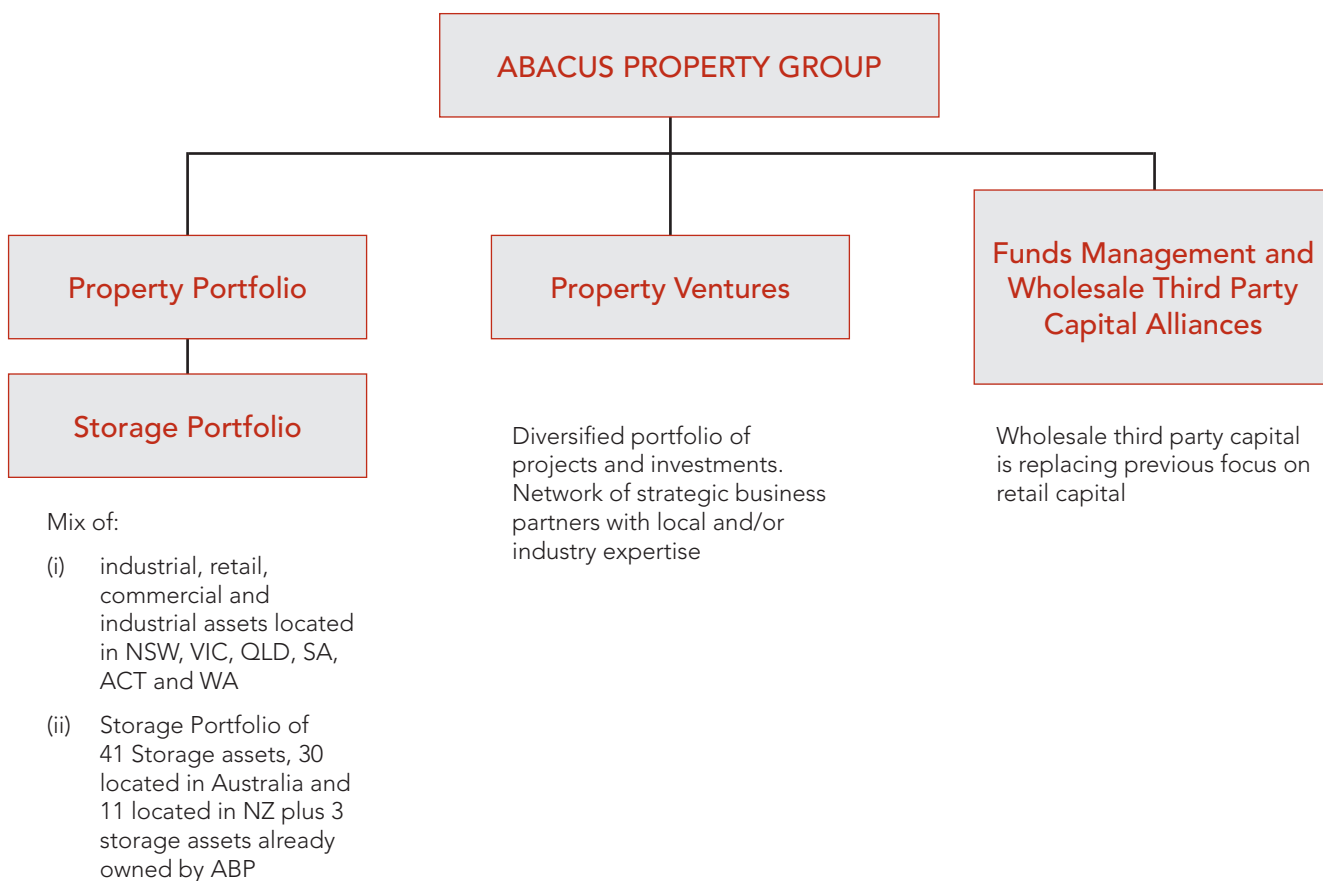 ABACUS PROPERTY GROUP
Property Portfolio
Storage Portfolio
Mix of:
(i) industrial, retail,
commercial and
industrial assets located
in NSW, VIC, QLD, SA,
ACT and WA
(ii) Storage Portfolio of
41 Storage assets, 30
located in Australia and
11 located in NZ plus 3
storage assets already
owned by ABP
Property Ventures
Diversified portfolio of
projects and investments.
Network of strategic business
partners with local and/or
industry expertise
Funds Management and
Wholesale Third Party
Capital Alliances
Wholesale third party capital
is replacing previous focus on
retail capital